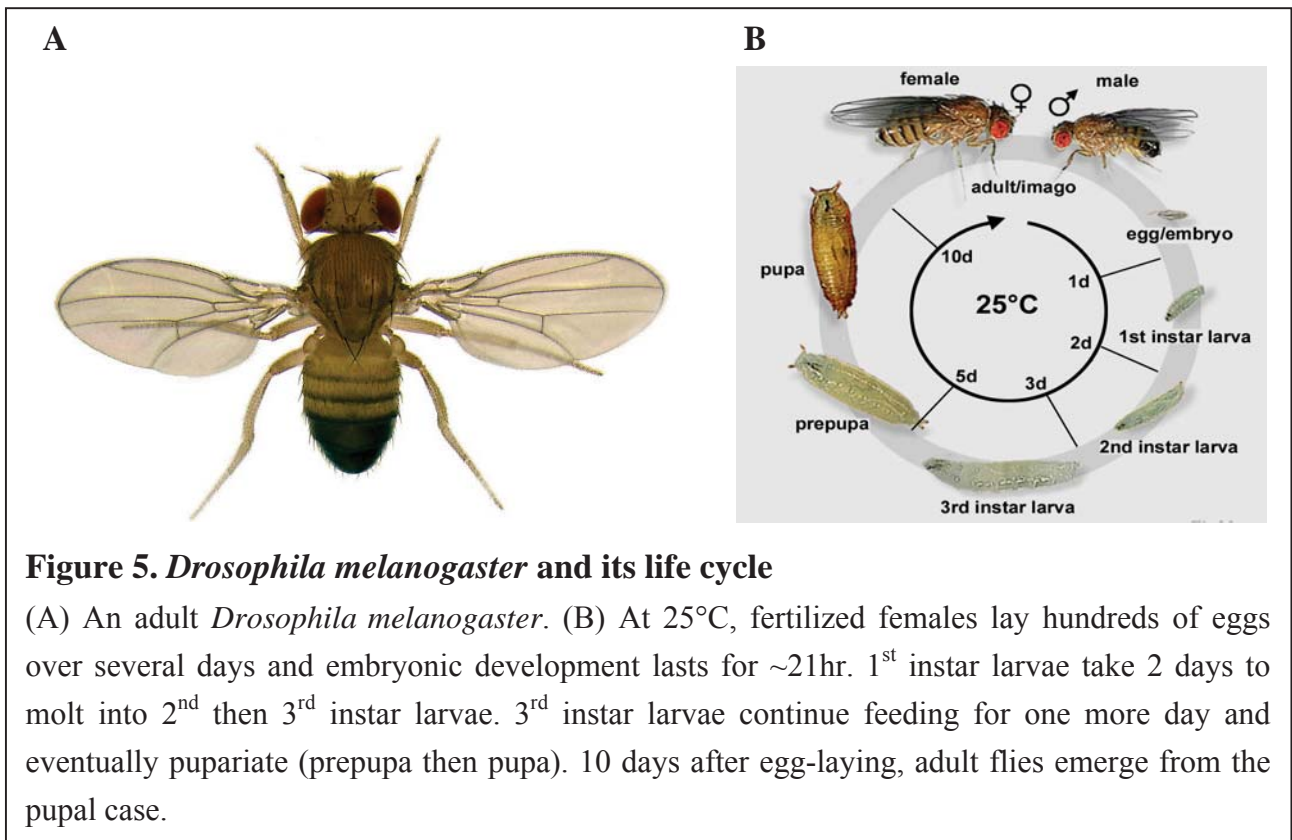 A
B
female
♀
♂
male
adult/imago
egg/embryo
pupa
10d
1d
25°C
1st instar larva
2d
5d
3d
prepupa
2nd instar larva
3rd instar larva
Figure 5. Drosophila melanogaster and its life cycle
(A) An adult Drosophila melanogaster. (B) At 25°C, fertilized females lay hundreds of eggs
over several days and embryonic development lasts for ~21hr. 1st instar larvae take 2 days to
molt into 2nd then 3rd instar larvae. 3rd instar larvae continue feeding for one more day and
eventually pupariate (prepupa then pupa). 10 days after egg-laying, adult flies emerge from the
pupal case.